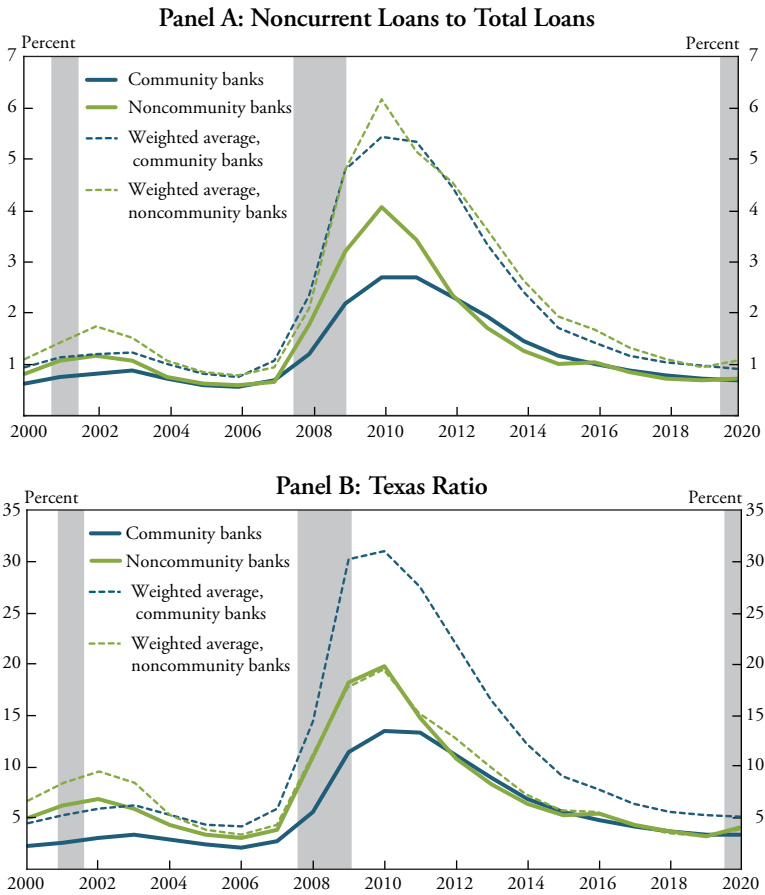 Panel A: Noncurrent Loans to Total Loans
Percent Percent
7 7
Community banks
6 Noncommunity banks 6
Weighted average,
community banks
5 5
Weighted average,
noncommunity banks
4 4
3 3
2 2
1 1
2000 2002 2004 2006 2008 2010 2012 2014 2016 2018 2020
Panel B: Texas Ratio
Percent Percent
35 35
Community banks
30 Noncommunity banks 30
Weighted average,
community banks
25 25
Weighted average,
noncommunity banks
20 20
15 15
10 10
5 5
2000 2002 2004 2006 2008 2010 2012 2014 2016 2018 2020